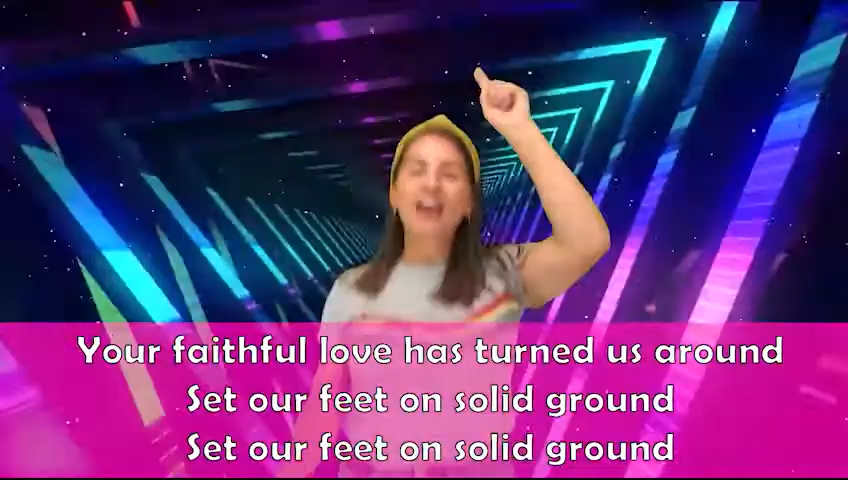 Your faithful love has turned us around
Set our feet on solid ground
Set our feet on solid ground